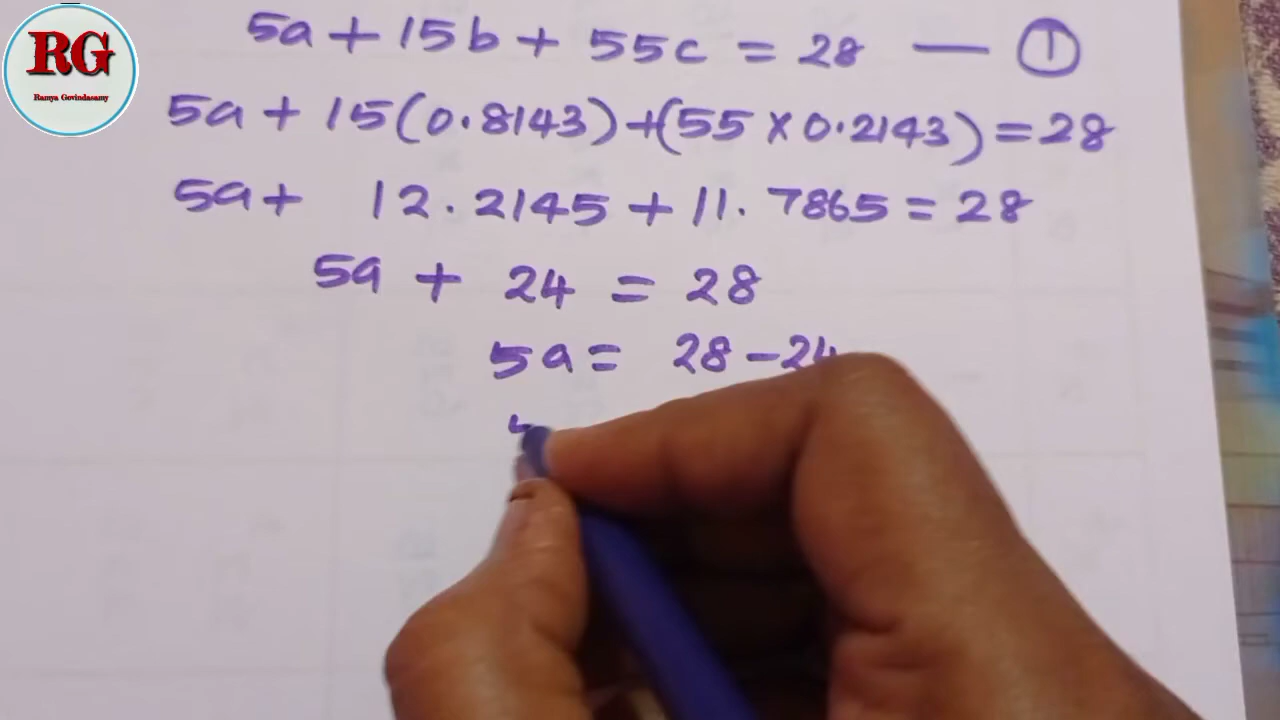 RG
Ramya Govindasamy
5a + 15b + 55c = 28 — ①
5a + 15(0.8143) + (55 × 0.2143) = 28
5a + 12.2145 + 11.7865 = 28
5a + 24 = 28
5a = 28 - 24